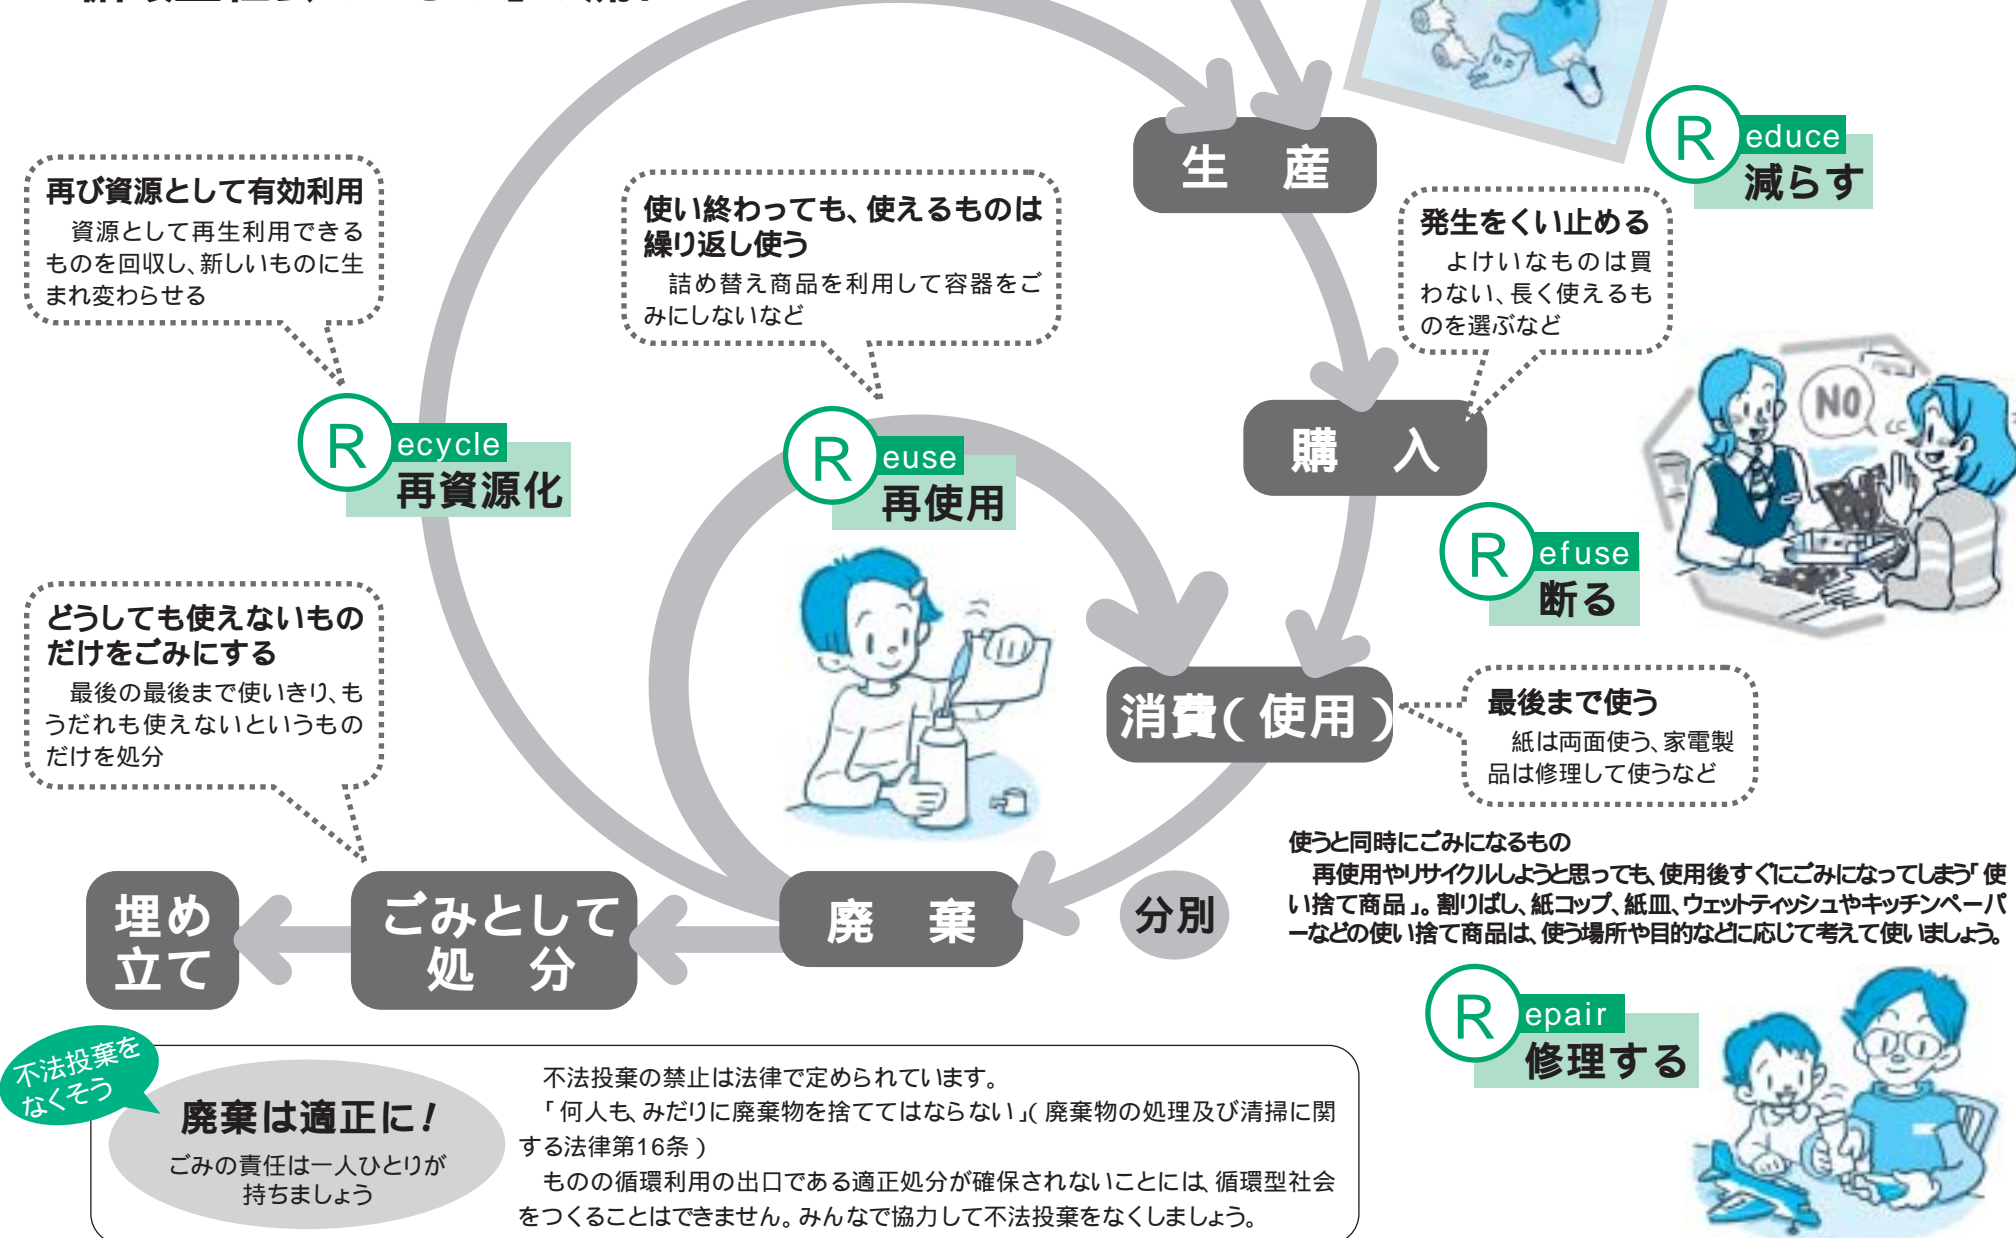 生 産
Reduce
減らす
再び資源として有効利用
資源として再生利用できる
ものを回収し、新しいものに生
まれ変わらせる
使い終わっても、使えるものは
繰り返し使う
詰め替え商品を利用して容器をご
みにしないなど
発生をくい止める
よけいなものは買
わない、長く使えるも
のを選ぶなど
NO
Recycle
再資源化
Reuse
再使用
購 入
Refuse
断る
どうしても使えないもの
だけをごみにする
最後の最後まで使いきり、も
うだれも使えないというもの
だけを処分
消費(使用)
最後まで使う
紙は両面使う、家電製
品は修理して使うなど
使うと同時にごみになるもの
再使用やリサイクルしようと思っても、使用後すぐにごみになってしまう「使
い捨て商品」。割りばし、紙コップ、紙皿、ウェットティッシュやキッチンペーパ
ーなどの使い捨て商品は、使う場所や目的などに応じて考えて使いましょう。
埋め
立て
ごみとして
処 分
廃 棄
分別
Repair
修理する
不法投棄を
なくそう
廃棄は適正に!
ごみの責任は一人ひとりが
持ちましょう
不法投棄の禁止は法律で定められています。
「何人も、みだりに廃棄物を捨ててはならない」(廃棄物の処理及び清掃に関
する法律第16条)
ものの循環利用の出口である適正処分が確保されないことには、循環型社会
をつくることはできません。みんなで協力して不法投棄をなくしましょう。